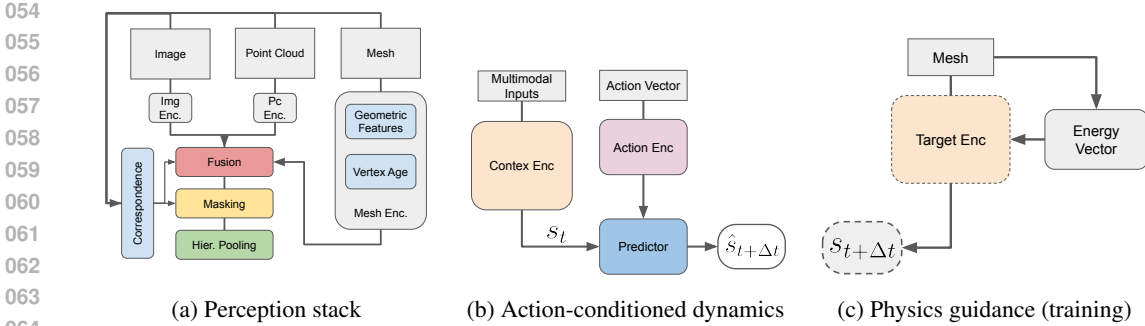 054
055
056
057
058
059
060
061
062
063
Image
Point Cloud
Mesh
Img
Enc.
Pc
Enc.
Geometric
Features
Vertex Age
Mesh Enc.
Correspondence
Fusion
Masking
Hier. Pooling
(a) Perception stack
Multimodal
Inputs
Action Vector
Contex Enc
Action Enc
s_t
Predictor
ŝ_{t+Δt}
(b) Action-conditioned dynamics
Mesh
Target Enc
Energy
Vector
s_{t+Δt}
(c) Physics guidance (training)